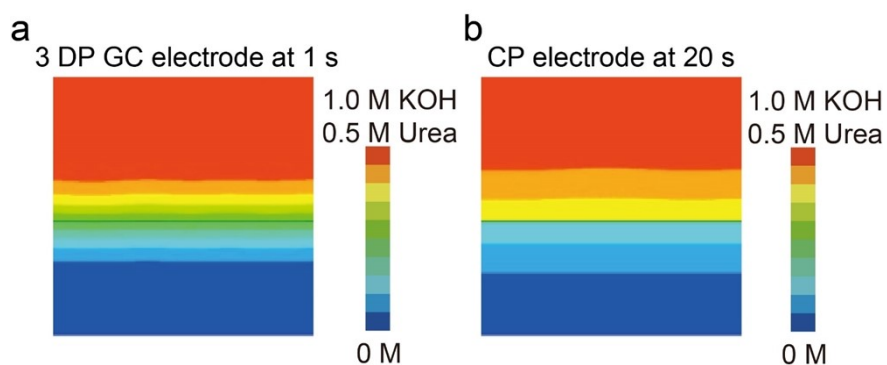 a
3 DP GC electrode at 1 s
1.0 M KOH
0.5 M Urea
0 M
b
CP electrode at 20 s
1.0 M KOH
0.5 M Urea
0 M